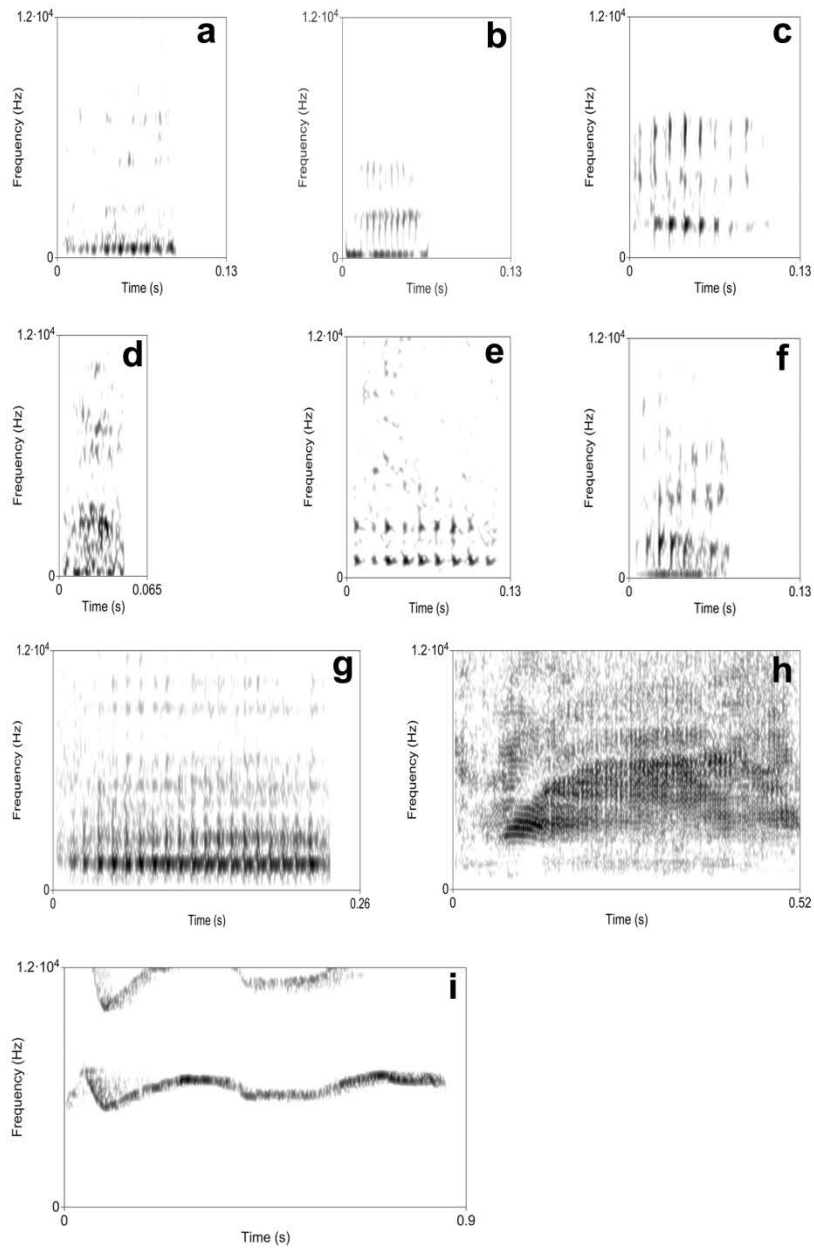 a
1.2·10⁴
Frequency (Hz)
0
0
0.13
Time (s)
b
1.2·10⁴
Frequency (Hz)
0
0
0.13
Time (s)
c
1.2·10⁴
Frequency (Hz)
0
0
0.13
Time (s)
d
1.2·10⁴
Frequency (Hz)
0
0
0.065
Time (s)
e
1.2·10⁴
Frequency (Hz)
0
0
0.13
Time (s)
f
1.2·10⁴
Frequency (Hz)
0
0
0.13
Time (s)
g
1.2·10⁴
Frequency (Hz)
0
0
0.26
Time (s)
h
1.2·10⁴
Frequency (Hz)
0
0
0.52
Time (s)
i
1.2·10⁴
Frequency (Hz)
0
0
0.9
Time (s)